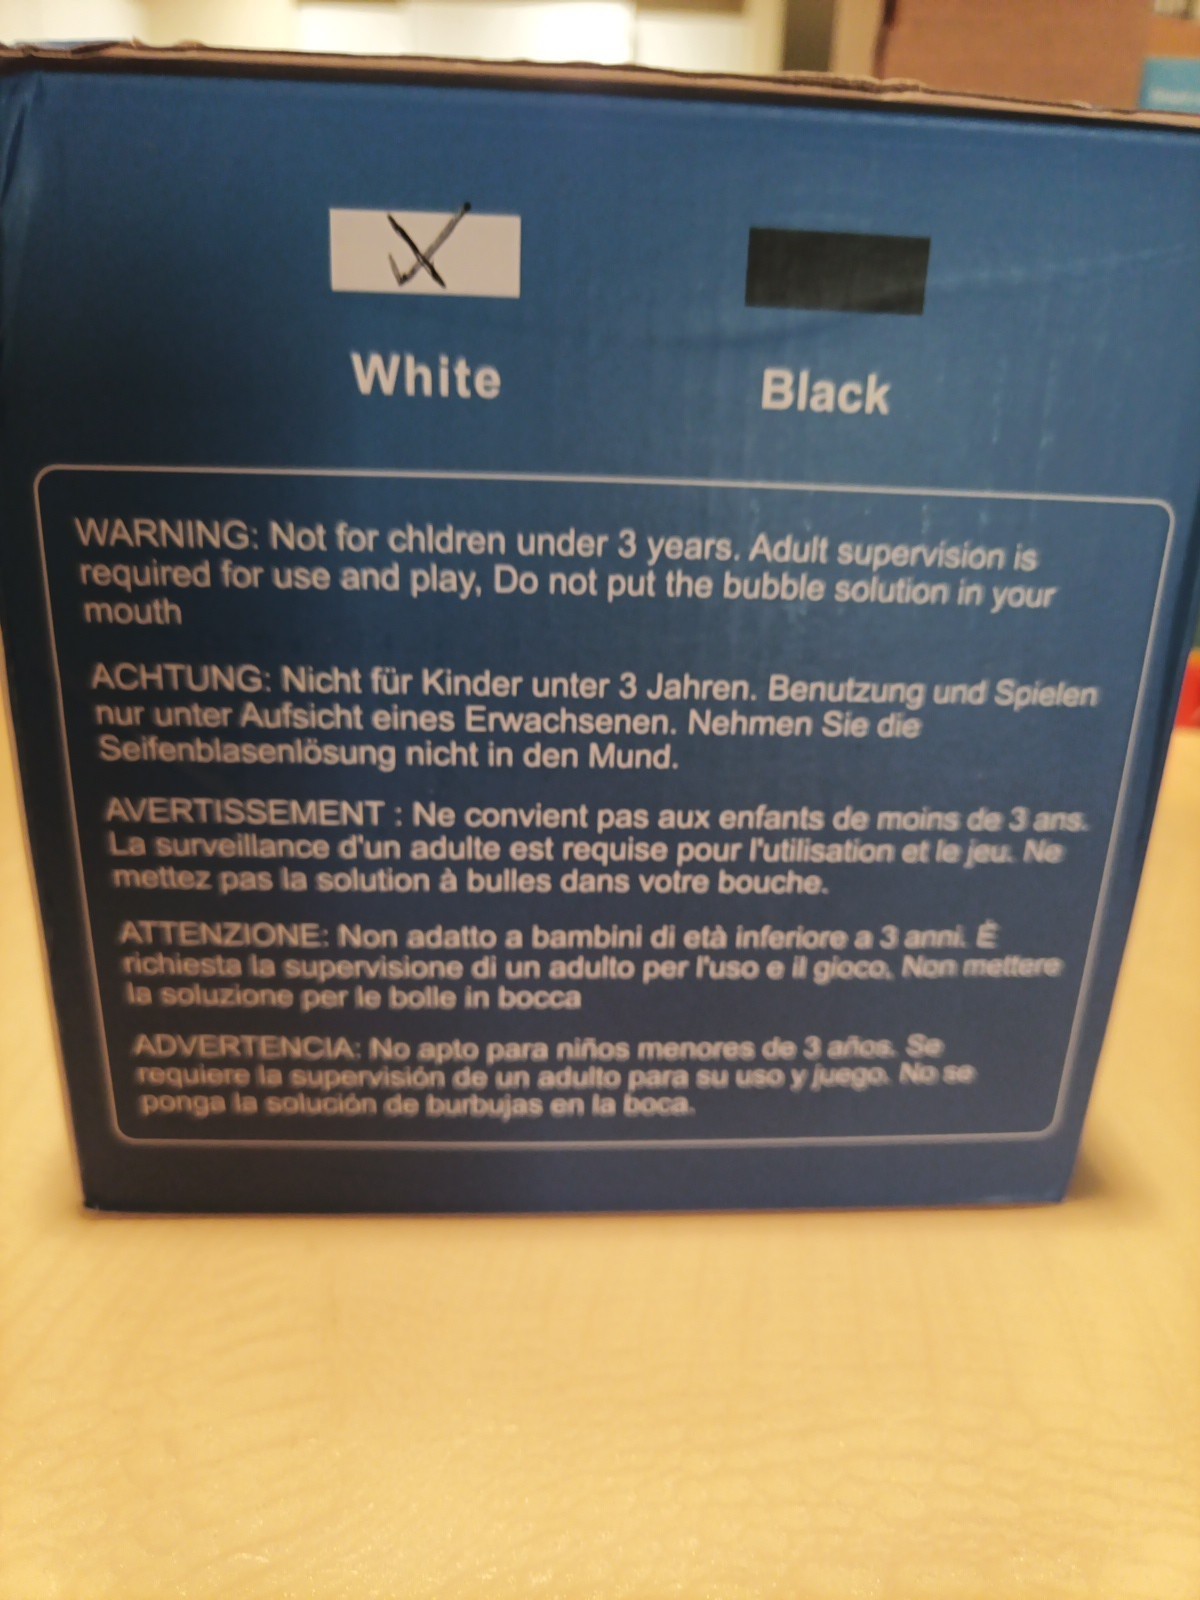 White
Black
WARNING: Not for chldren under 3 years. Adult supervision is
required for use and play, Do not put the bubble solution in your
mouth
ACHTUNG: Nicht für Kinder unter 3 Jahren. Benutzung und Spielen
nur unter Aufsicht eines Erwachsenen. Nehmen Sie die
Seifenblasenlösung nicht in den Mund.
AVERTISSEMENT : Ne convient pas aux enfants de moins de 3 ans.
La surveillance d'un adulte est requise pour l'utilisation et le jeu. Ne
mettez pas la solution à bulles dans votre bouche.
ATTENZIONE: Non adatto a bambini di età inferiore a 3 anni. È
richiesta la supervisione di un adulto per l'uso e il gioco. Non mettere
la soluzione per le bolle in bocca
ADVERTENCIA: No apto para niños menores de 3 años. Se
requiere la supervisión de un adulto para su uso y juego. No se
ponga la solución de burbujas en la boca.